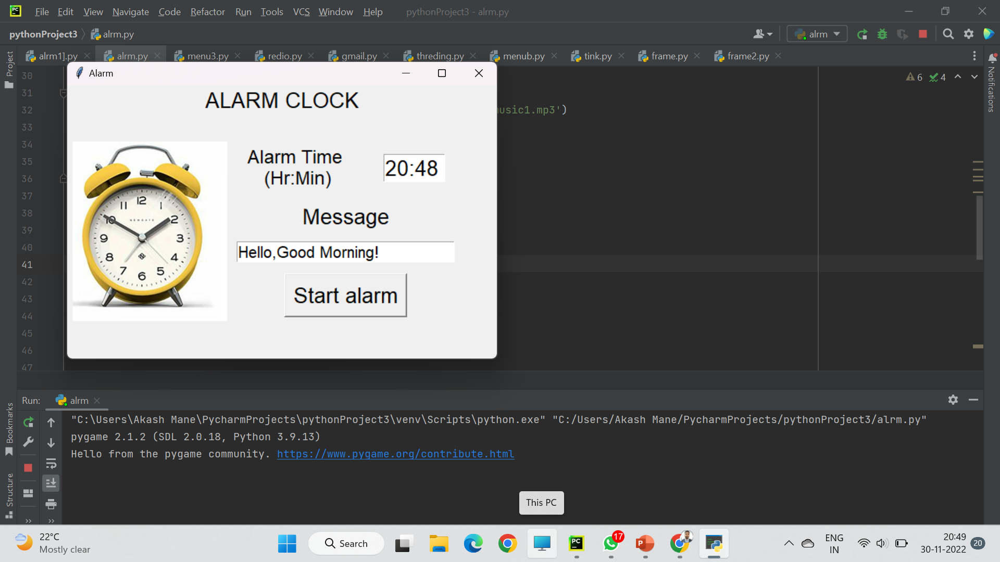 PC File Edit View Navigate Code Refactor Run Tools VCS Window Help pythonProject3 - alrm.py
pythonProject3 alrm.py alrm
alrm1].py alrm.py menu3.py redio.py gmail.py threding.py menub.py tink.py frame.py frame2.py
Project
Notifications
6 4
30
31
32
33
34
35
36
37
38
39
40
41
42
43
44
45
46
47
music1.mp3')
Alarm
ALARM CLOCK
Alarm Time
(Hr:Min)
20:48
Message
Hello,Good Morning!
Start alarm
12
11 1
10 2
NEWGATE
9 3
8 4
7 5
6
Bookmarks
Structure
Run: alrm
"C:\Users\Akash Mane\PycharmProjects\pythonProject3\venv\Scripts\python.exe" "C:/Users/Akash Mane/PycharmProjects/pythonProject3/alrm.py"
pygame 2.1.2 (SDL 2.0.18, Python 3.9.13)
Hello from the pygame community. https://www.pygame.org/contribute.html
This PC
22°C
Mostly clear
Search
PC
17
P
ENG
IN
20:49
30-11-2022
20